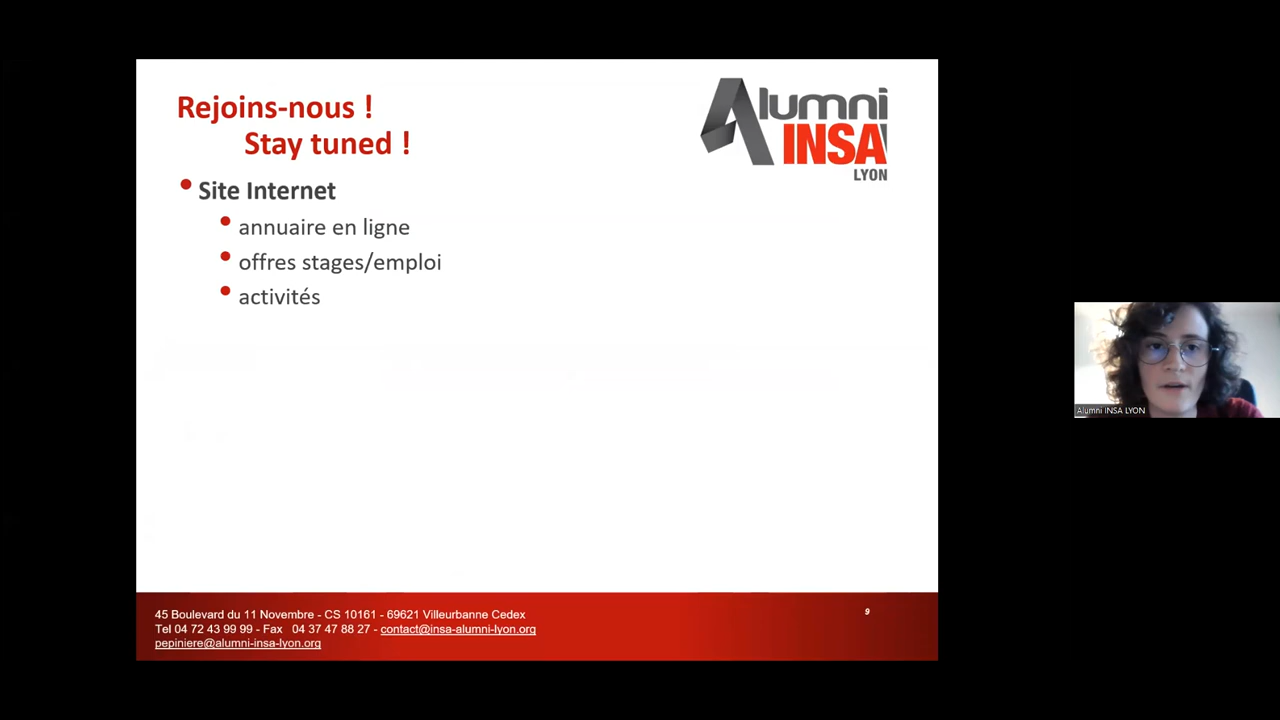 Rejoins-nous !
Stay tuned !
Alumni
INSA
LYON
• Site Internet
• annuaire en ligne
• offres stages/emploi
• activités
45 Boulevard du 11 Novembre - CS 10161 - 69621 Villeurbanne Cedex
Tel 04 72 43 99 99 - Fax 04 37 47 88 27 - contact@insa-alumni-lyon.org
pepiniere@alumni-insa-lyon.org
9
Alumni INSA LYON